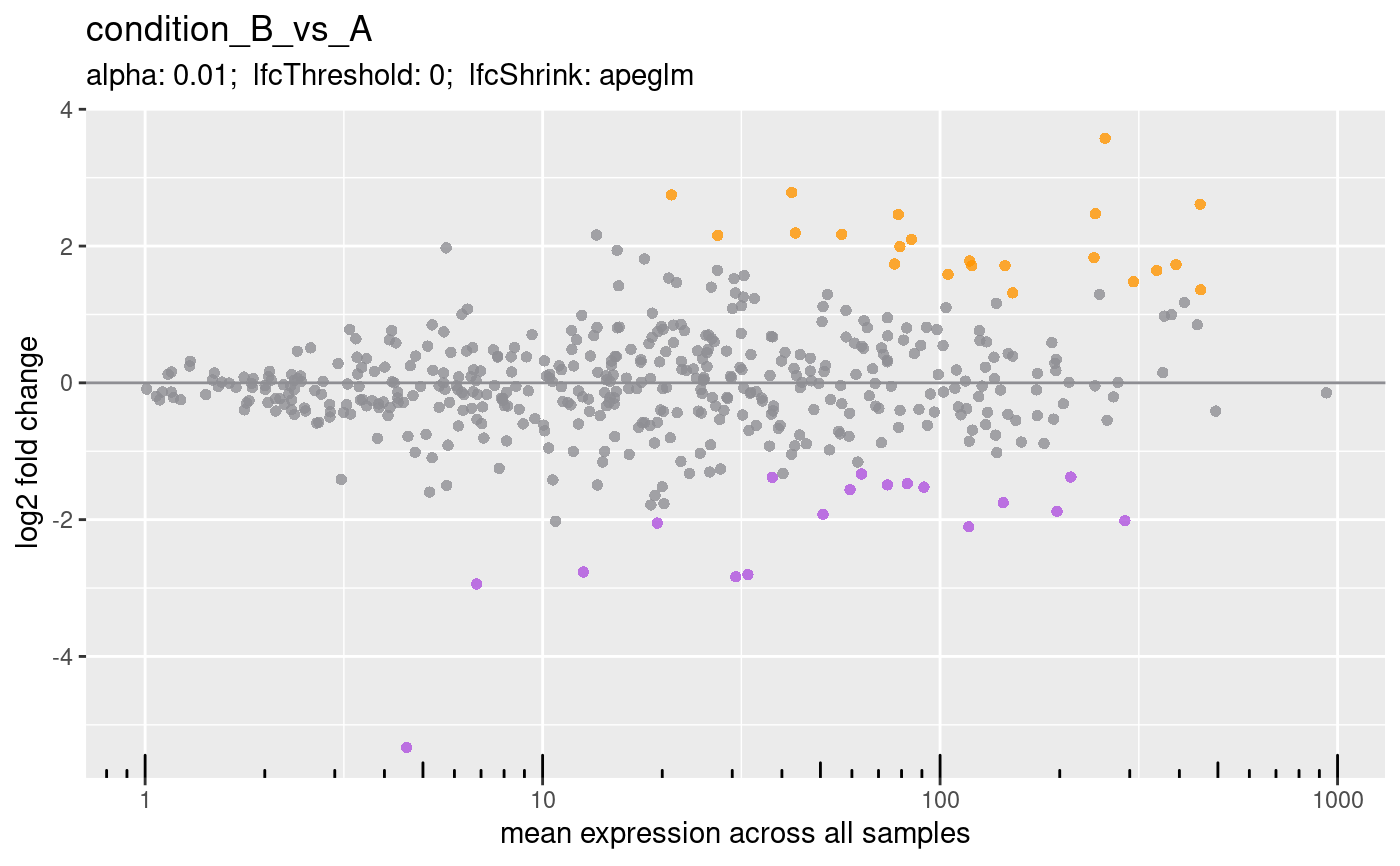 condition_B_vs_A
alpha: 0.01;  lfcThreshold: 0;  lfcShrink: apeglm
4
2
0
-2
-4
log2 fold change
1 10 100 1000
mean expression across all samples